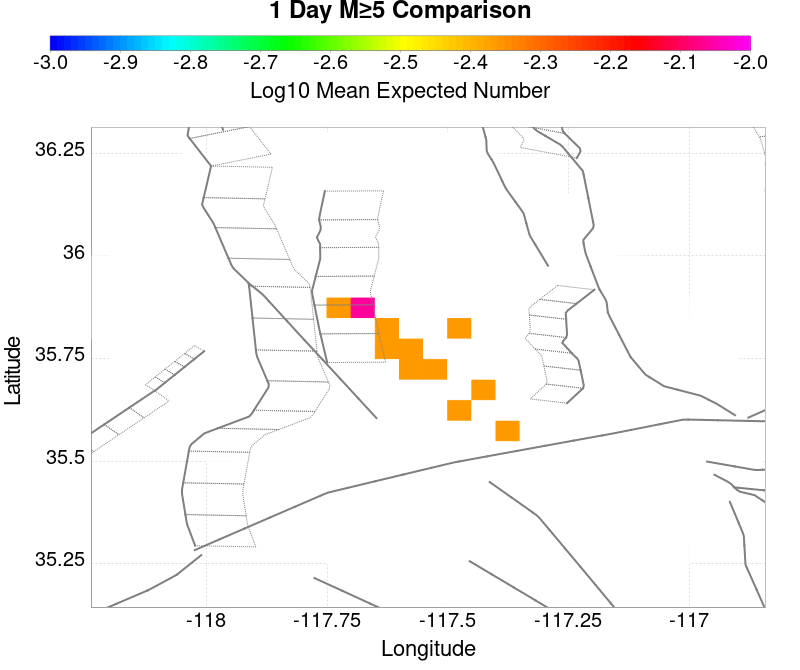 1 Day M≥5 Comparison
-3.0 -2.9 -2.8 -2.7 -2.6 -2.5 -2.4 -2.3 -2.2 -2.1 -2.0
Log10 Mean Expected Number
36.25
36
35.75
35.5
35.25
Latitude
-118 -117.75 -117.5 -117.25 -117
Longitude